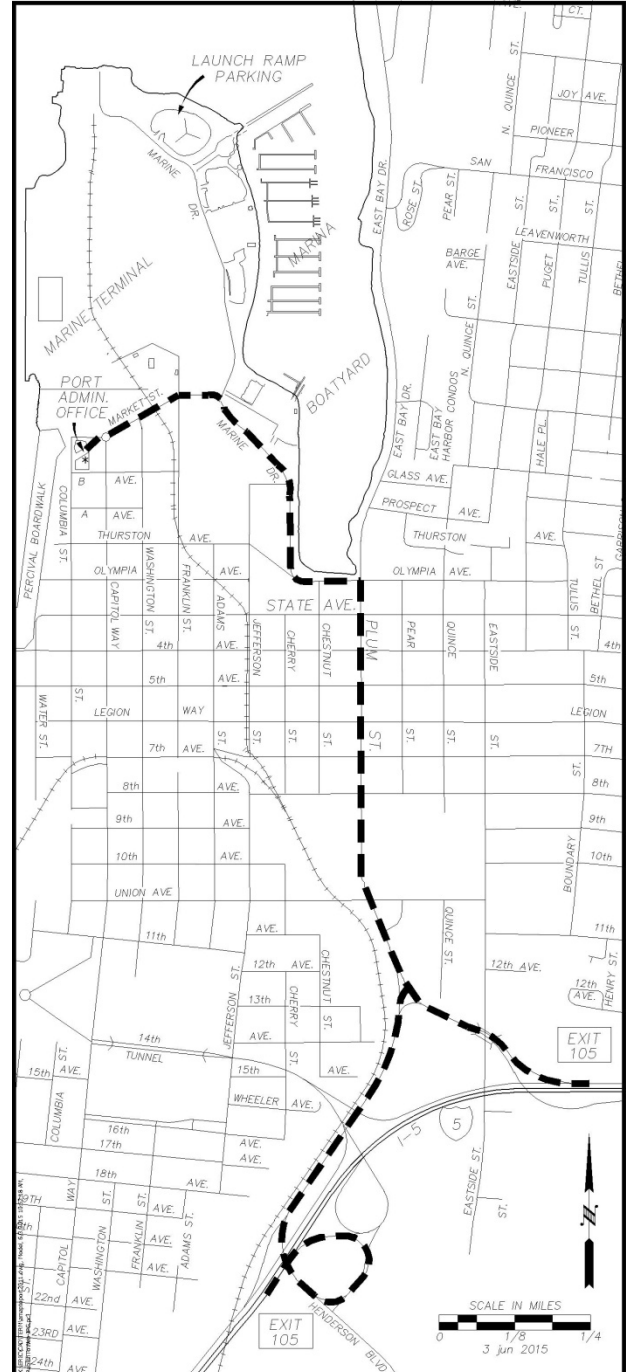 CT.
ST.
LAUNCH RAMP
PARKING
N. QUINCE ST.
JOY AVE.
PIONEER
SAN FRANCISCO
MARINE DR.
EAST BAY DR.
ROSE ST.
PEAR ST.
EASTSIDE ST.
PUGET ST.
TULLIS ST.
LEAVENWORTH
BARGE
AVE.
BETHEL
MARINA
MARINE TERMINAL
N. QUINCE ST.
BOATYARD
PORT
ADMIN.
OFFICE
MARKET ST.
MARINE DR.
EAST BAY DR.
EAST BAY
HARBOR CONDOS
HALE PL.
GLASS AVE.
PROSPECT AVE.
B AVE.
A AVE.
THURSTON AVE.
THURSTON AVE.
GARRISON
PERCIVAL BOARDWALK
COLUMBIA ST.
OLYMPIA AVE.
OLYMPIA AVE.
CAPITOL WAY
WASHINGTON ST.
FRANKLIN ST.
ADAMS
JEFFERSON
CHERRY
CHESTNUT
STATE AVE.
PLUM ST.
PEAR ST.
QUINCE ST.
EASTSIDE ST.
TULLIS ST.
BETHEL ST
4th AVE.
4th
5th AVE.
5th
WATER ST.
LEGION WAY
LEGION
7th AVE.
7TH
ST.
ST.
ST.
ST.
ST.
8th AVE.
8th
9th AVE.
9th
10th AVE.
10th
BOUNDARY ST.
UNION AVE
11th AVE.
11th
QUINCE ST.
12th AVE.
12th AVE.
12th
AVE.
HENRY ST.
CHESTNUT ST.
CHERRY ST.
13th AVE.
JEFFERSON ST.
14th AVE.
TUNNEL
EXIT
105
15th AVE.
15th AVE.
COLUMBIA ST.
WHEELER AVE.
16th AVE.
17th AVE.
18th AVE.
I-5
5
EASTSIDE ST.
ST.
CAPITOL WAY
WASHINGTON ST.
FRANKLIN ST.
ADAMS ST.
AVE.
AVE.
22nd AVE.
23RD AVE.
24th AVE.
N
HENDERSON BLVD
EXIT
105
SCALE IN MILES
0 1/8 1/4
3 jun 2015